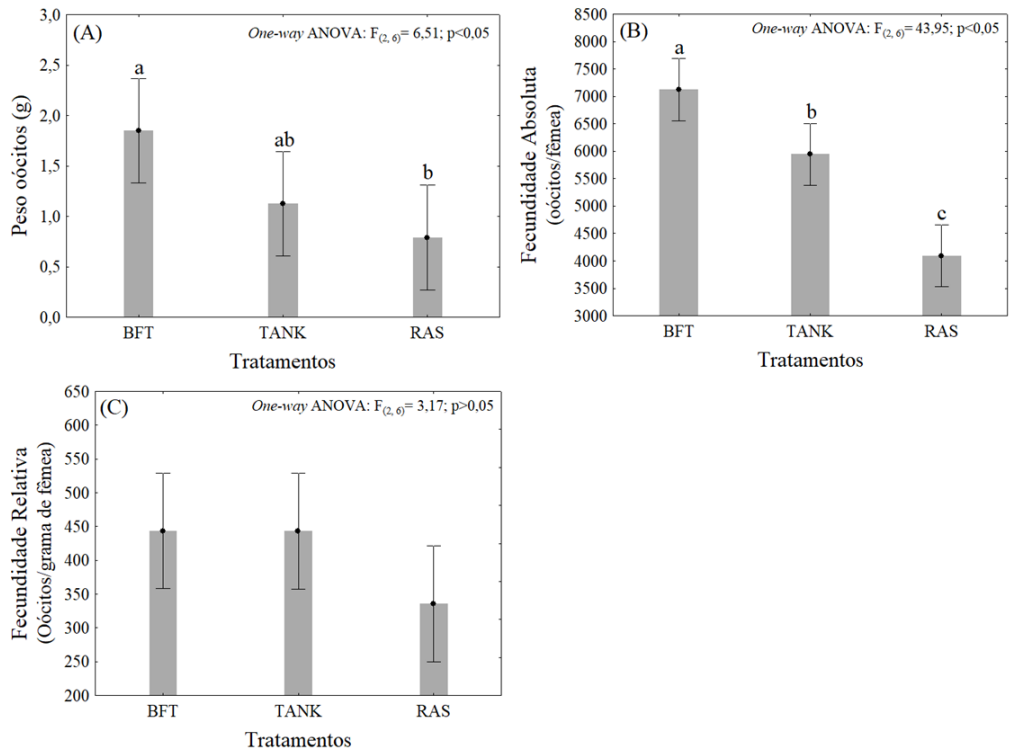 (A)
One-way ANOVA: F(2, 6)= 6,51; p<0,05
Peso oócitos (g)
3,0
2,5
2,0
1,5
1,0
0,5
0,0
a
ab
b
BFT TANK RAS
Tratamentos
(B)
One-way ANOVA: F(2, 6)= 43,95; p<0,05
Fecundidade Absoluta
(oócitos/fêmea)
8500
8000
7500
7000
6500
6000
5500
5000
4500
4000
3500
3000
a
b
c
BFT TANK RAS
Tratamentos
(C)
One-way ANOVA: F(2, 6)= 3,17; p>0,05
Fecundidade Relativa
(Oócitos/grama de fêmea)
650
600
550
500
450
400
350
300
250
200
BFT TANK RAS
Tratamentos